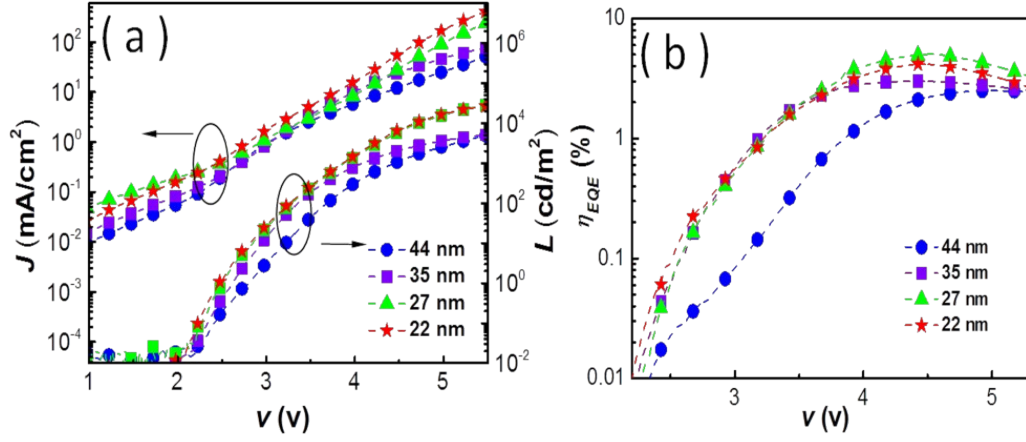 ( a )
J (mA/cm²)
10²
10¹
10⁰
10⁻¹
10⁻²
10⁻³
10⁻⁴
1 2 3 4 5
v (v)
10⁶
10⁴
10²
10⁰
10⁻²
L (cd/m²)
44 nm
35 nm
27 nm
22 nm
( b )
η_EQE (%)
10
1
0.1
0.01
3 4 5
v (v)
44 nm
35 nm
27 nm
22 nm